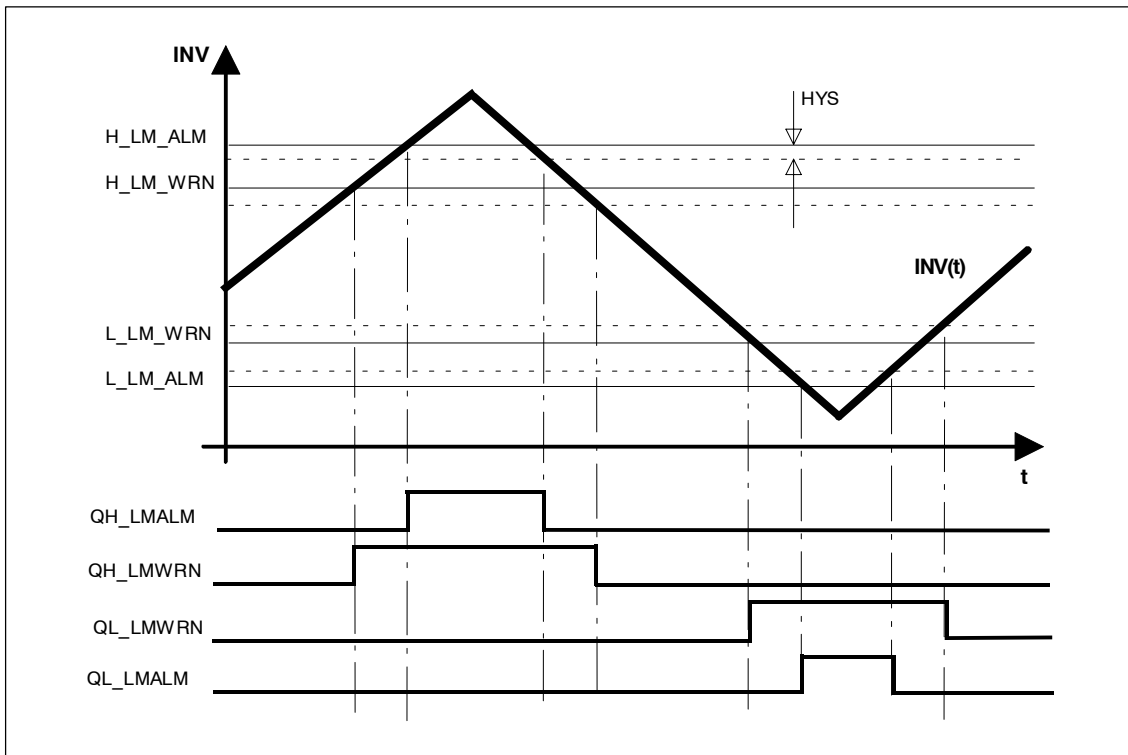 INV
HYS
H_LM_ALM
H_LM_WRN
INV(t)
L_LM_WRN
L_LM_ALM
t
QH_LMALM
QH_LMWRN
QL_LMWRN
QL_LMALM